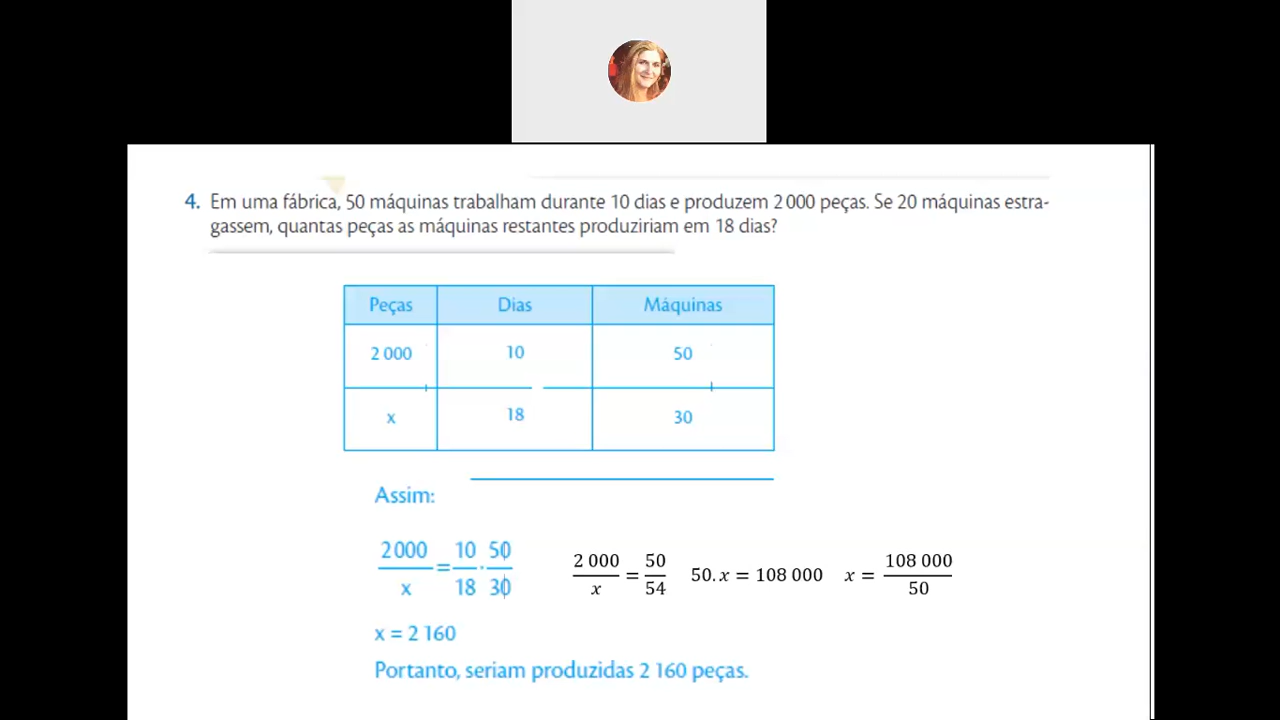 4. Em uma fábrica, 50 máquinas trabalham durante 10 dias e produzem 2 000 peças. Se 20 máquinas estra-
gassem, quantas peças as máquinas restantes produziriam em 18 dias?
Peças Dias Máquinas
2 000 10 50
x 18 30
Assim:
2 000/x = 10/18 . 50/30 2 000/x = 50/54 50.x = 108 000 x = 108 000/50
x = 2 160
Portanto, seriam produzidas 2 160 peças.